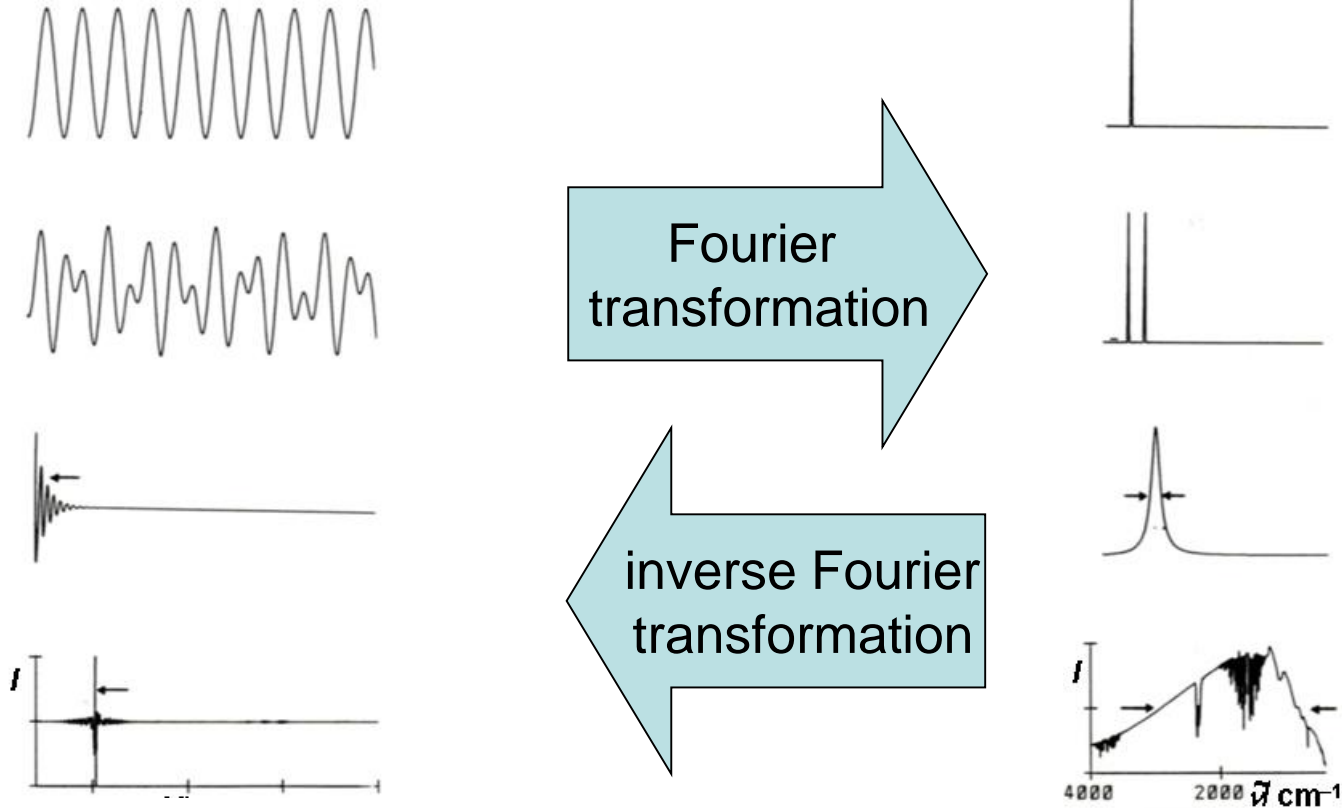 Fourier
transformation
inverse Fourier
transformation
I
I
4000 2000 ν̃ cm⁻¹